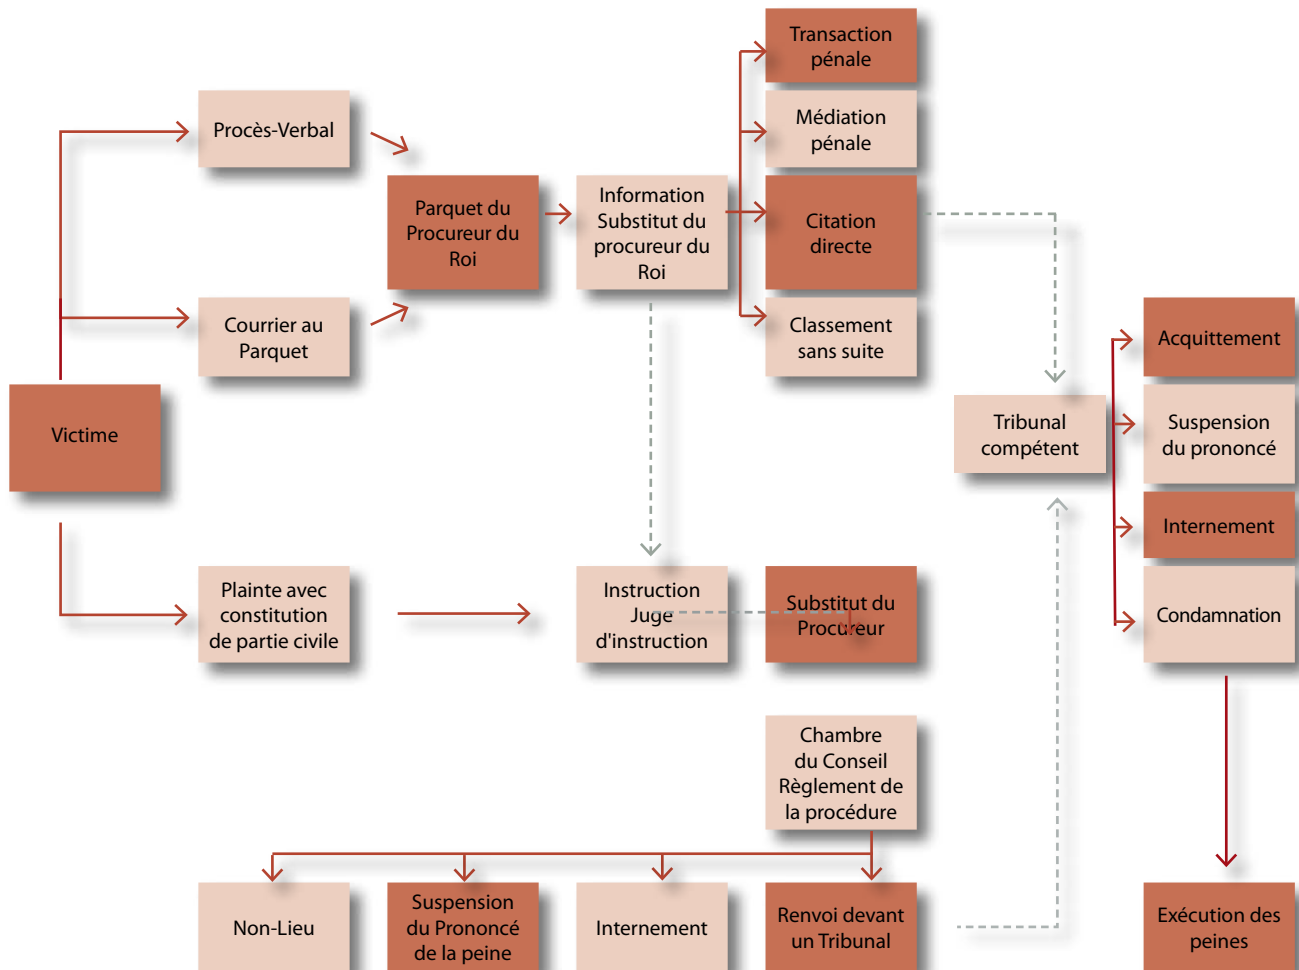 Transaction
pénale
Procès-Verbal
Médiation
pénale
Parquet du
Procureur du
Roi
Information
Substitut du
procureur du
Roi
Citation
directe
Courrier au
Parquet
Classement
sans suite
Acquittement
Victime
Tribunal
compétent
Suspension
du prononcé
Internement
Plainte avec
constitution
de partie civile
Instruction
Juge
d'instruction
Substitut du
Procureur
Condamnation
Chambre
du Conseil
Règlement de
la procédure
Non-Lieu
Suspension
du Prononcé
de la peine
Internement
Renvoi devant
un Tribunal
Exécution des
peines